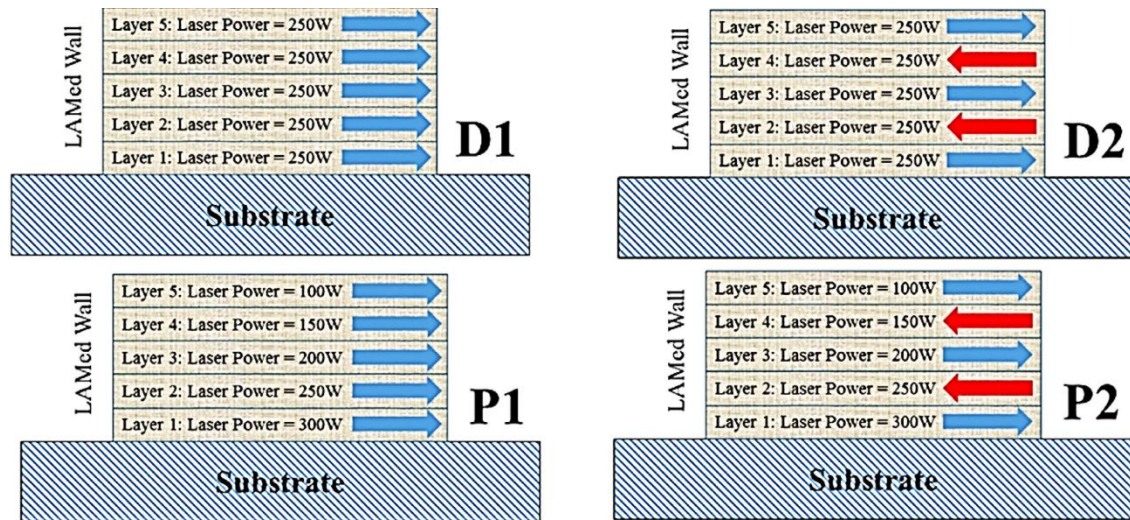 LAMed Wall
Layer 5: Laser Power = 250W
Layer 4: Laser Power = 250W
Layer 3: Laser Power = 250W
Layer 2: Laser Power = 250W
Layer 1: Laser Power = 250W
D1
Substrate
LAMed Wall
Layer 5: Laser Power = 250W
Layer 4: Laser Power = 250W
Layer 3: Laser Power = 250W
Layer 2: Laser Power = 250W
Layer 1: Laser Power = 250W
D2
Substrate
LAMed Wall
Layer 5: Laser Power = 100W
Layer 4: Laser Power = 150W
Layer 3: Laser Power = 200W
Layer 2: Laser Power = 250W
Layer 1: Laser Power = 300W
P1
Substrate
LAMed Wall
Layer 5: Laser Power = 100W
Layer 4: Laser Power = 150W
Layer 3: Laser Power = 200W
Layer 2: Laser Power = 250W
Layer 1: Laser Power = 300W
P2
Substrate